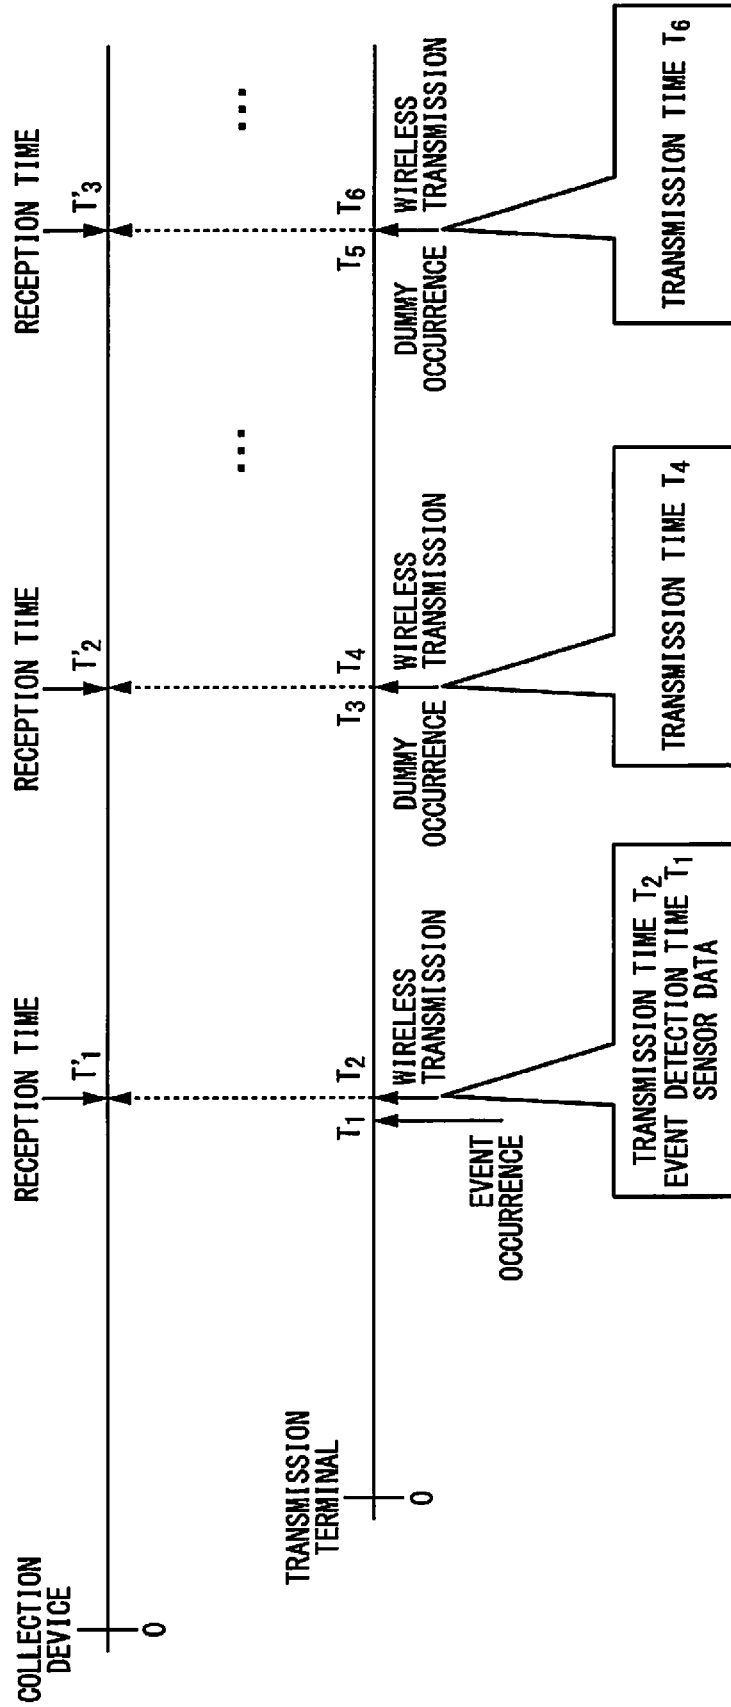 COLLECTION
DEVICE
0
RECEPTION TIME
T'1
RECEPTION TIME
T'2
RECEPTION TIME
T'3
...
...
TRANSMISSION
TERMINAL
0
T1
T2
T3
T4
T5
T6
EVENT
OCCURRENCE
WIRELESS
TRANSMISSION
DUMMY
OCCURRENCE
WIRELESS
TRANSMISSION
DUMMY
OCCURRENCE
WIRELESS
TRANSMISSION
TRANSMISSION TIME T2
EVENT DETECTION TIME T1
SENSOR DATA
TRANSMISSION TIME T4
TRANSMISSION TIME T6